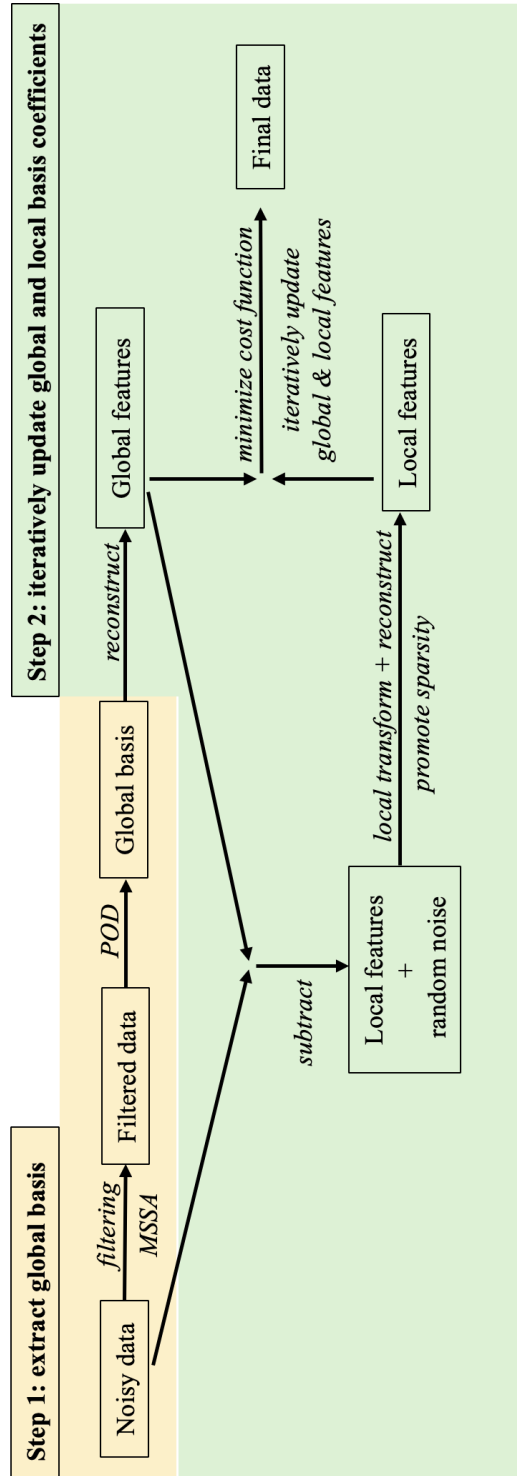 Step 1: extract global basis
Step 2: iteratively update global and local basis coefficients
Noisy data
filtering
MSSA
Filtered data
POD
Global basis
reconstruct
Global features
subtract
Local features
+
random noise
local transform + reconstruct
promote sparsity
Local features
minimize cost function
iteratively update
global & local features
Final data